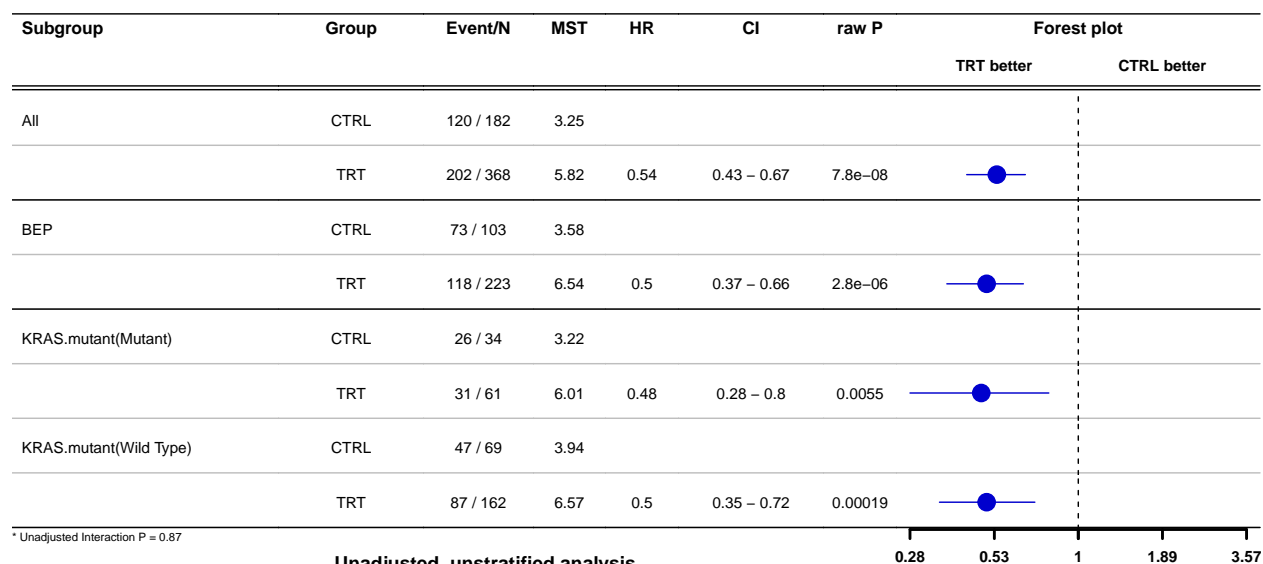 Subgroup Group Event/N MST HR CI raw P Forest plot
TRT better CTRL better
All CTRL 120 / 182 3.25
TRT 202 / 368 5.82 0.54 0.43 − 0.67 7.8e−08
BEP CTRL 73 / 103 3.58
TRT 118 / 223 6.54 0.5 0.37 − 0.66 2.8e−06
KRAS.mutant(Mutant) CTRL 26 / 34 3.22
TRT 31 / 61 6.01 0.48 0.28 − 0.8 0.0055
KRAS.mutant(Wild Type) CTRL 47 / 69 3.94
TRT 87 / 162 6.57 0.5 0.35 − 0.72 0.00019
* Unadjusted Interaction P = 0.87
0.28 0.53 1 1.89 3.57
Unadjusted, unstratified analysis